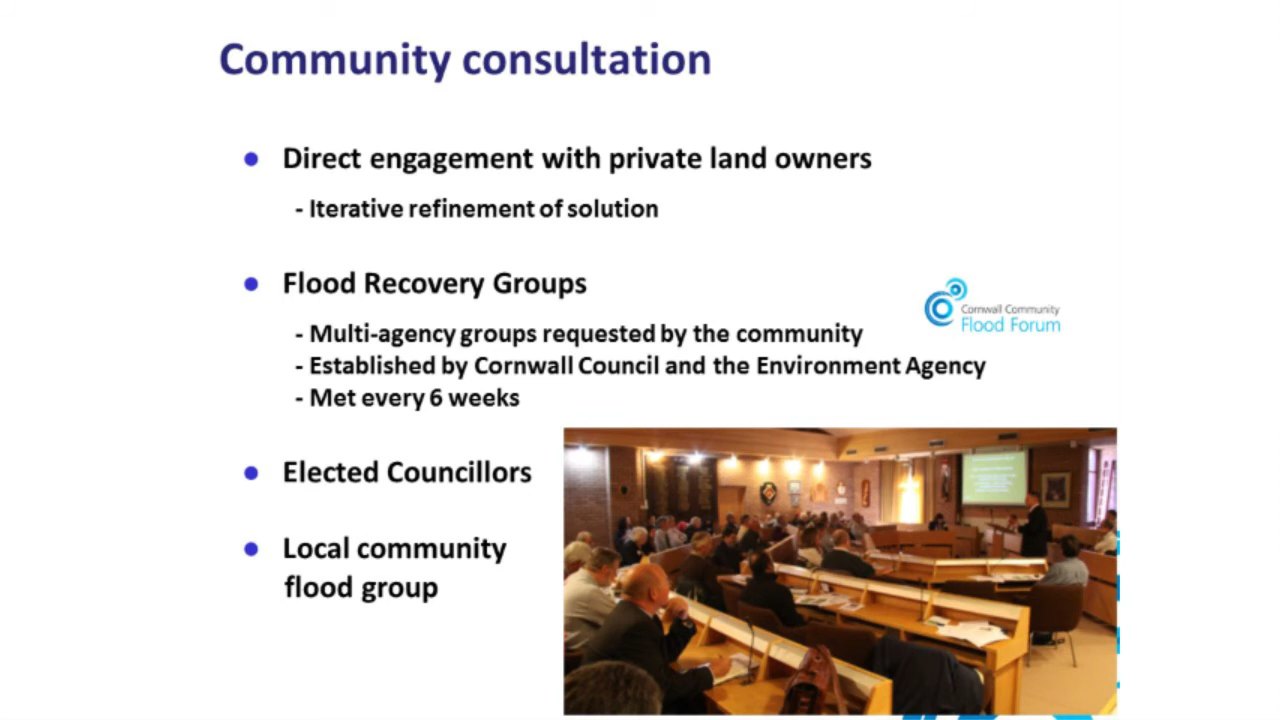 Community consultation
● Direct engagement with private land owners
- Iterative refinement of solution
● Flood Recovery Groups
Cornwall Community
Flood Forum
- Multi-agency groups requested by the community
- Established by Cornwall Council and the Environment Agency
- Met every 6 weeks
● Elected Councillors
● Local community
flood group